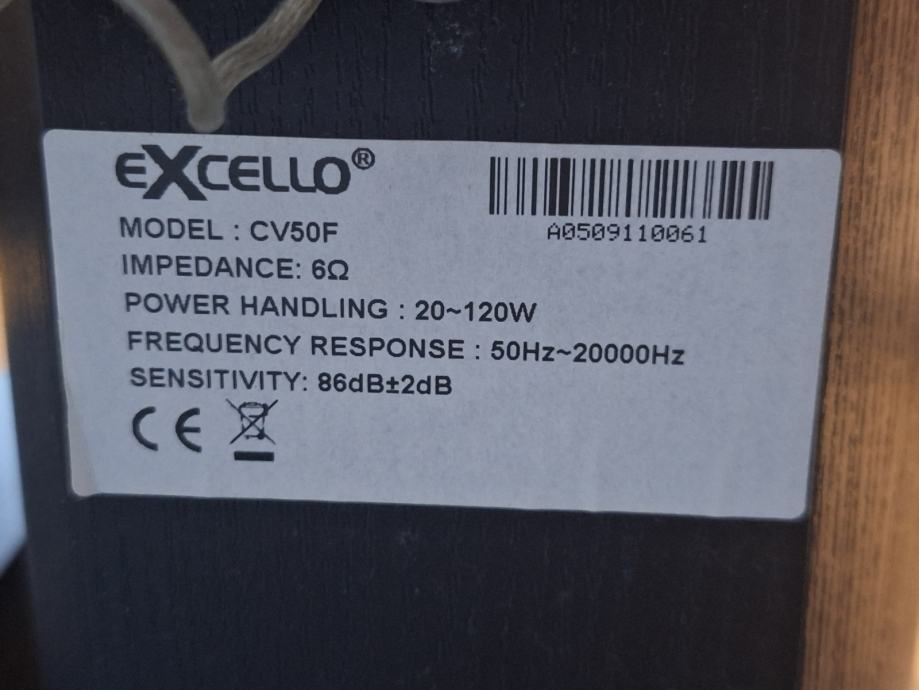 eXCELLO®
A0509110061
MODEL : CV50F
IMPEDANCE: 6Ω
POWER HANDLING : 20~120W
FREQUENCY RESPONSE : 50Hz~20000Hz
SENSITIVITY: 86dB±2dB
CE